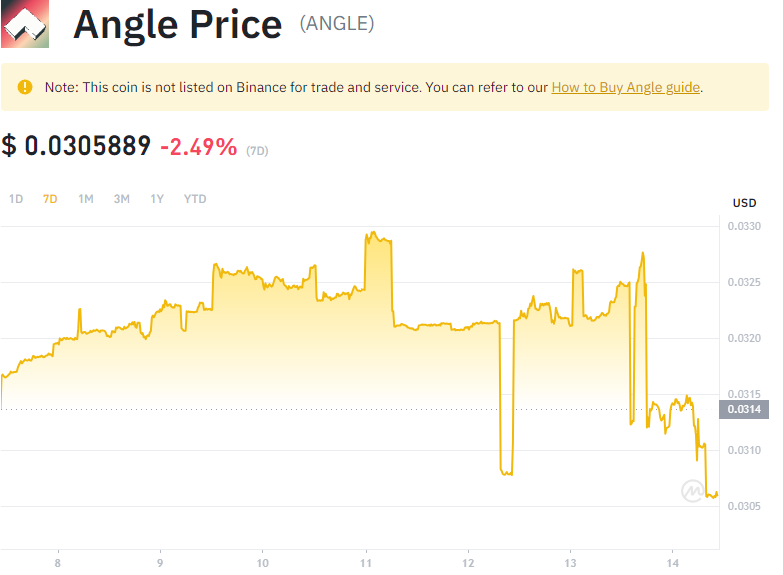 Angle Price (ANGLE)
Note: This coin is not listed on Binance for trade and service. You can refer to our How to Buy Angle guide.
$ 0.0305889 -2.49% (7D)
1D 7D 1M 3M 1Y YTD
USD
0.0330
0.0325
0.0320
0.0315
0.0314
0.0310
0.0305
8 9 10 11 12 13 14